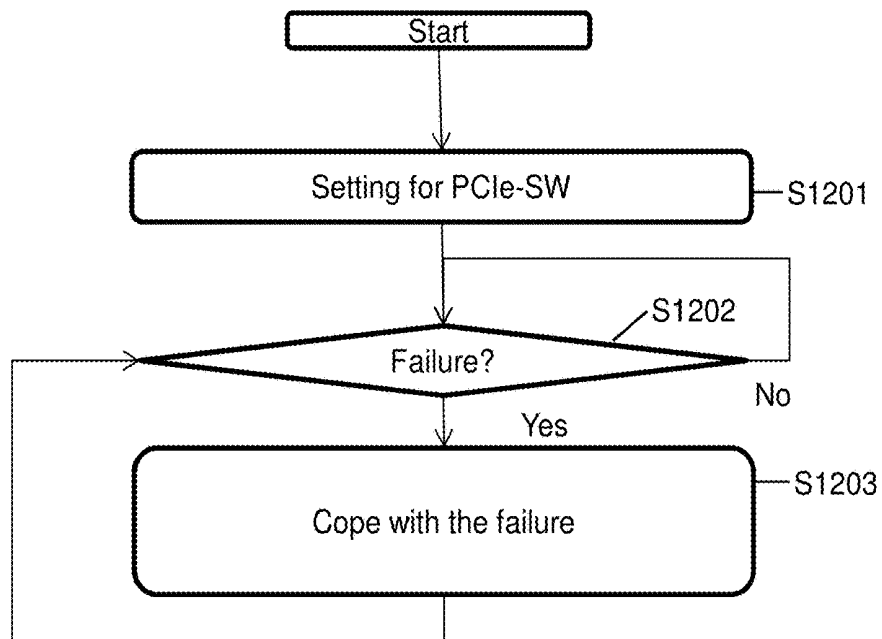 Start
Setting for PCIe-SW
S1201
S1202
Failure?
No
Yes
S1203
Cope with the failure